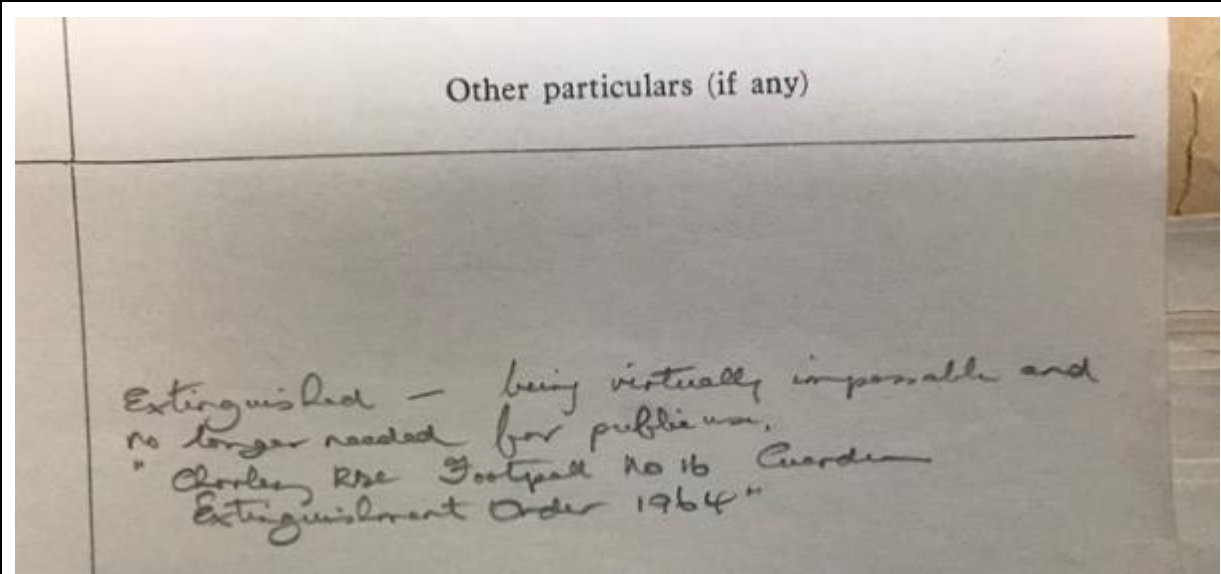 Other particulars (if any)
Extinguished — being virtually impassable and
no longer needed for public use.
" Chorley RDC Footpath No 16 Cuerden
Extinguishment Order 1964"